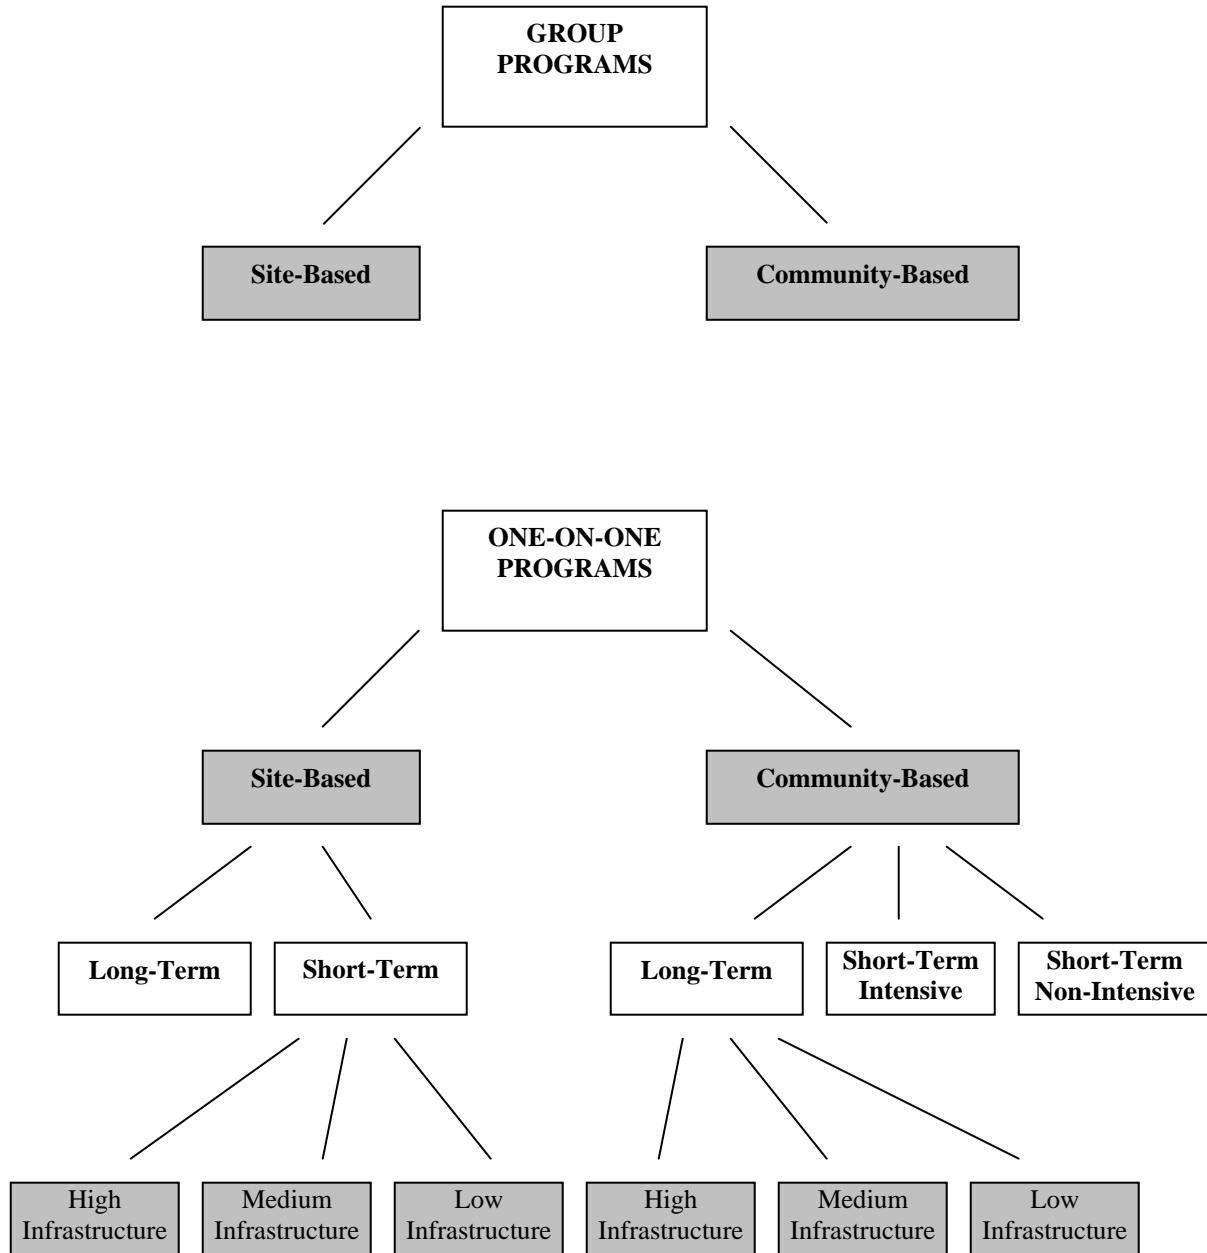 GROUP
PROGRAMS
Site-Based
Community-Based
ONE-ON-ONE
PROGRAMS
Site-Based
Community-Based
Long-Term
Short-Term
Long-Term
Short-Term
Intensive
Short-Term
Non-Intensive
High
Infrastructure
Medium
Infrastructure
Low
Infrastructure
High
Infrastructure
Medium
Infrastructure
Low
Infrastructure